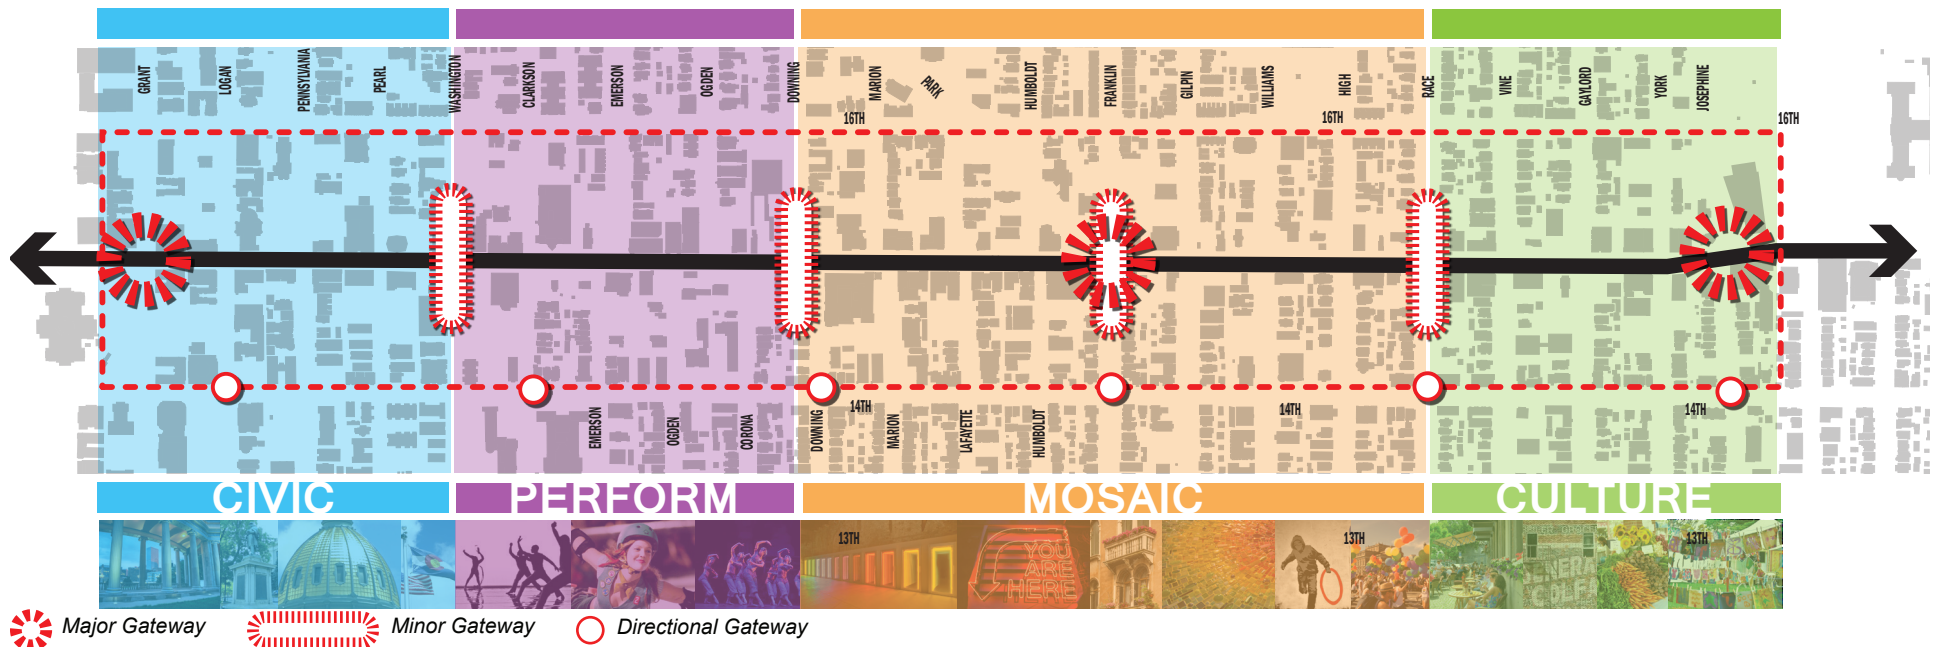 GRANT
LOGAN
PENNSYLVANIA
PEARL
WASHINGTON
CLARKSON
EMERSON
OGDEN
DOWNING
MARION
PARK
HUMBOLDT
FRANKLIN
GILPIN
WILLIAMS
HIGH
RACE
VINE
GAYLORD
YORK
JOSEPHINE
16TH
16TH
16TH
EMERSON
OGDEN
CORONA
DOWNING
14TH
MARION
LAFAYETTE
HUMBOLDT
14TH
14TH
CIVIC
PERFORM
MOSAIC
CULTURE
13TH
YOU
ARE
HERE
13TH
13TH
Major Gateway
Minor Gateway
Directional Gateway